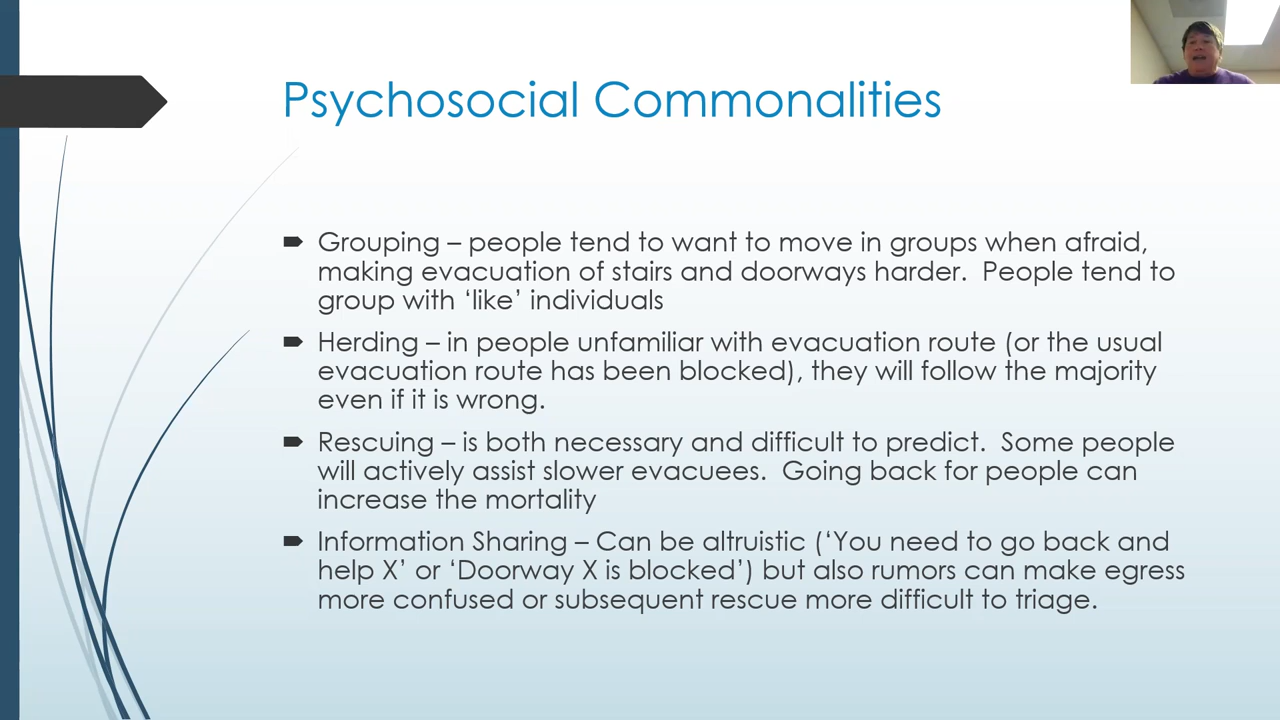 Psychosocial Commonalities
Grouping – people tend to want to move in groups when afraid,
making evacuation of stairs and doorways harder.  People tend to
group with ‘like’ individuals
Herding – in people unfamiliar with evacuation route (or the usual
evacuation route has been blocked), they will follow the majority
even if it is wrong.
Rescuing – is both necessary and difficult to predict.  Some people
will actively assist slower evacuees.  Going back for people can
increase the mortality
Information Sharing – Can be altruistic (‘You need to go back and
help X’ or ‘Doorway X is blocked’) but also rumors can make egress
more confused or subsequent rescue more difficult to triage.